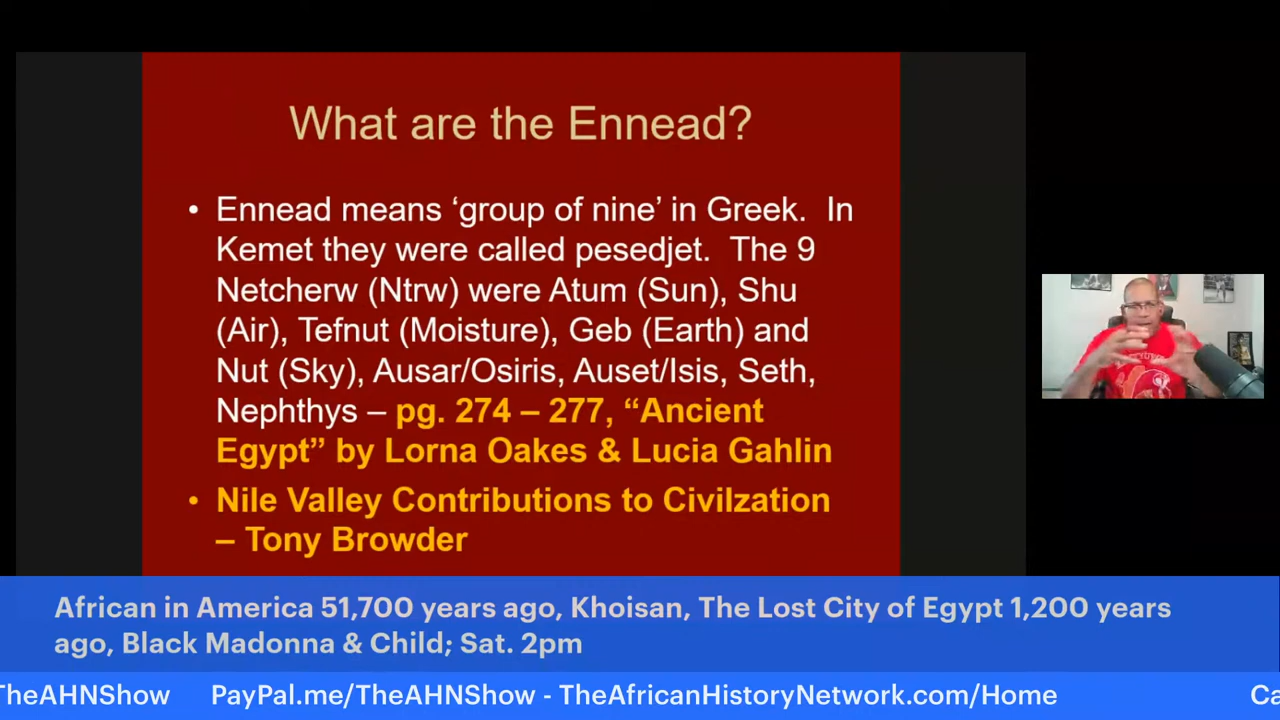 What are the Ennead?
• Ennead means ‘group of nine’ in Greek. In
Kemet they were called pesedjet. The 9
Netcherw (Ntrw) were Atum (Sun), Shu
(Air), Tefnut (Moisture), Geb (Earth) and
Nut (Sky), Ausar/Osiris, Auset/Isis, Seth,
Nephthys – pg. 274 – 277, “Ancient
Egypt” by Lorna Oakes & Lucia Gahlin
• Nile Valley Contributions to Civilzation
– Tony Browder
African in America 51,700 years ago, Khoisan, The Lost City of Egypt 1,200 years
ago, Black Madonna & Child; Sat. 2pm
TheAHNShow PayPal.me/TheAHNShow - TheAfricanHistoryNetwork.com/Home Ca